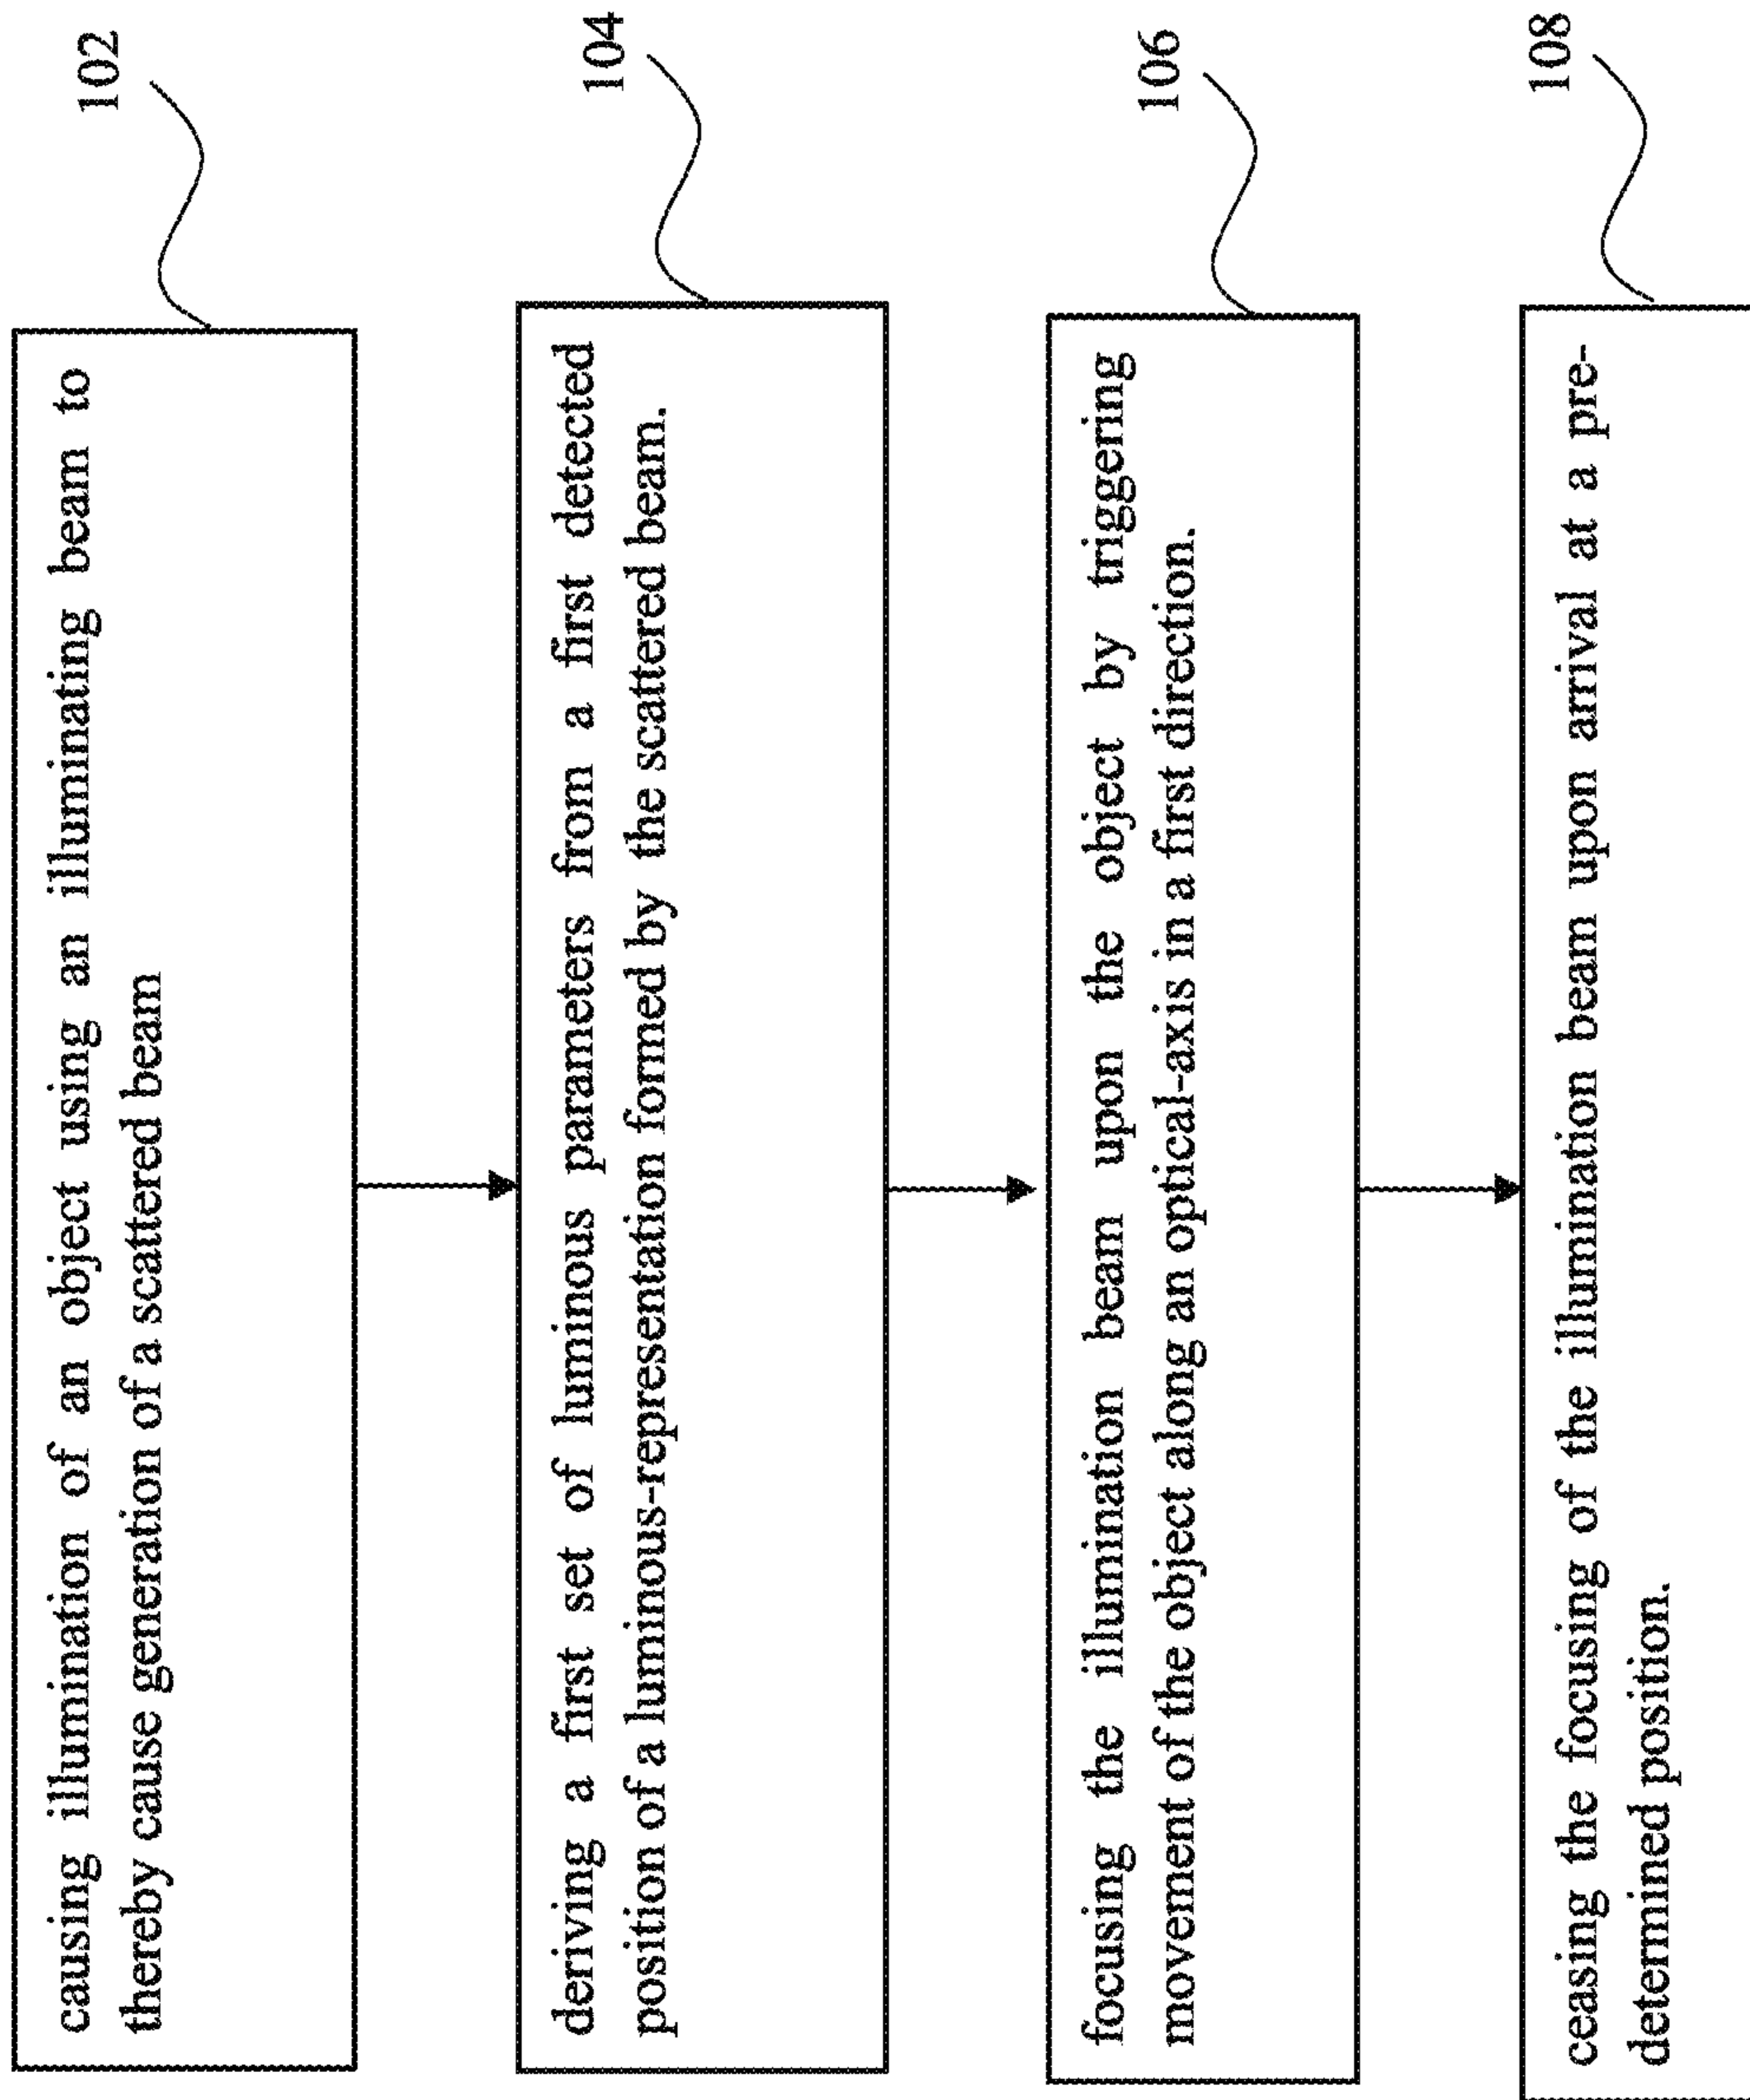 causing illumination of an object using an illuminating beam to
thereby cause generation of a scattered beam
102
deriving a first set of luminous parameters from a first detected
position of a luminous-representation formed by the scattered beam.
104
focusing the illumination beam upon the object by triggering
movement of the object along an optical-axis in a first direction.
106
ceasing the focusing of the illumination beam upon arrival at a pre-
determined position.
108